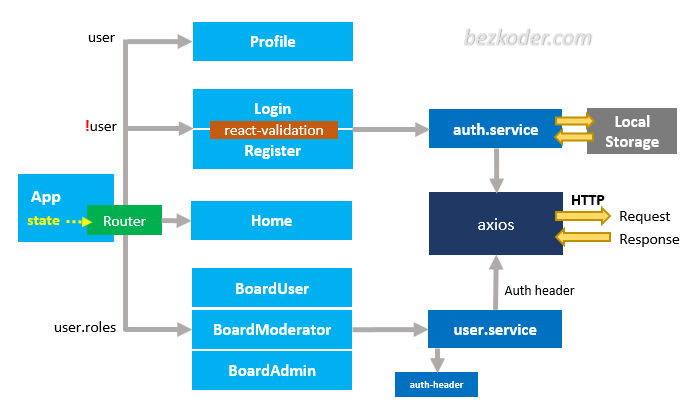 user
Profile
bezkoder.com
!user
Login
react-validation
Register
auth.service
Local
Storage
App
state
Router
Home
axios
HTTP
Request
Response
BoardUser
Auth header
user.roles
BoardModerator
user.service
BoardAdmin
auth-header